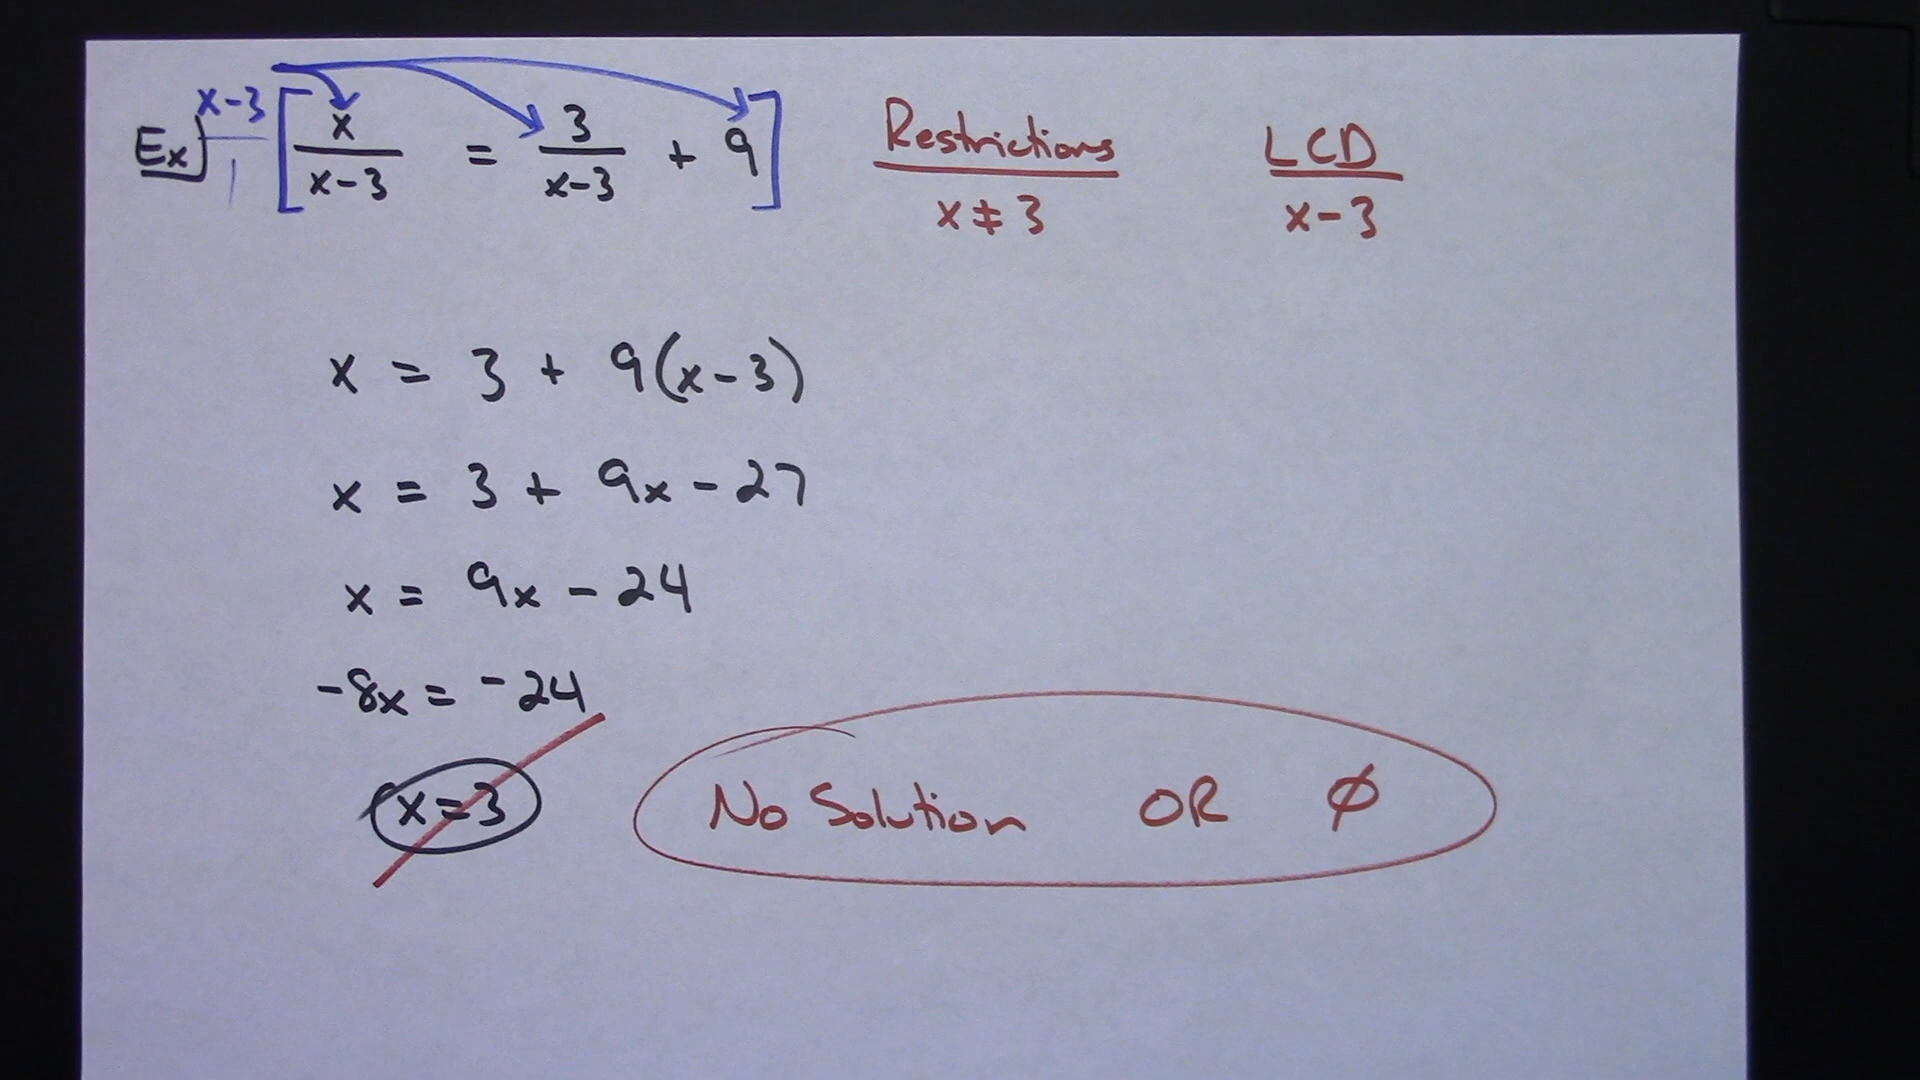 Ex] x-3/1 [x/(x-3) = 3/(x-3) + 9]
Restrictions
x ≠ 3
LCD
x-3
x = 3 + 9(x-3)
x = 3 + 9x - 27
x = 9x - 24
-8x = -24
x=3
No Solution OR ∅